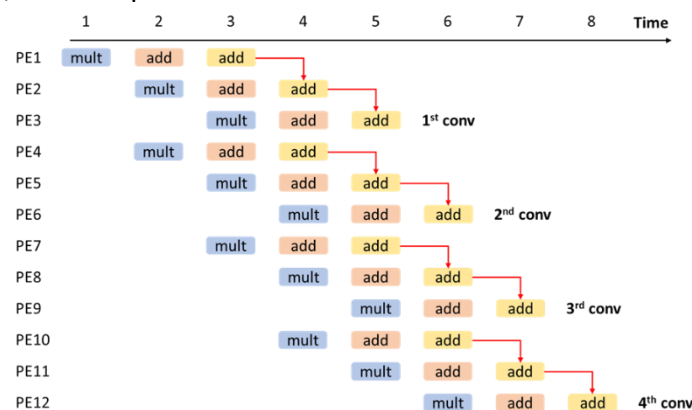 1 2 3 4 5 6 7 8 Time
PE1 mult add add
PE2 mult add add
PE3 mult add add 1st conv
PE4 mult add add
PE5 mult add add
PE6 mult add add 2nd conv
PE7 mult add add
PE8 mult add add
PE9 mult add add 3rd conv
PE10 mult add add
PE11 mult add add
PE12 mult add add 4th conv